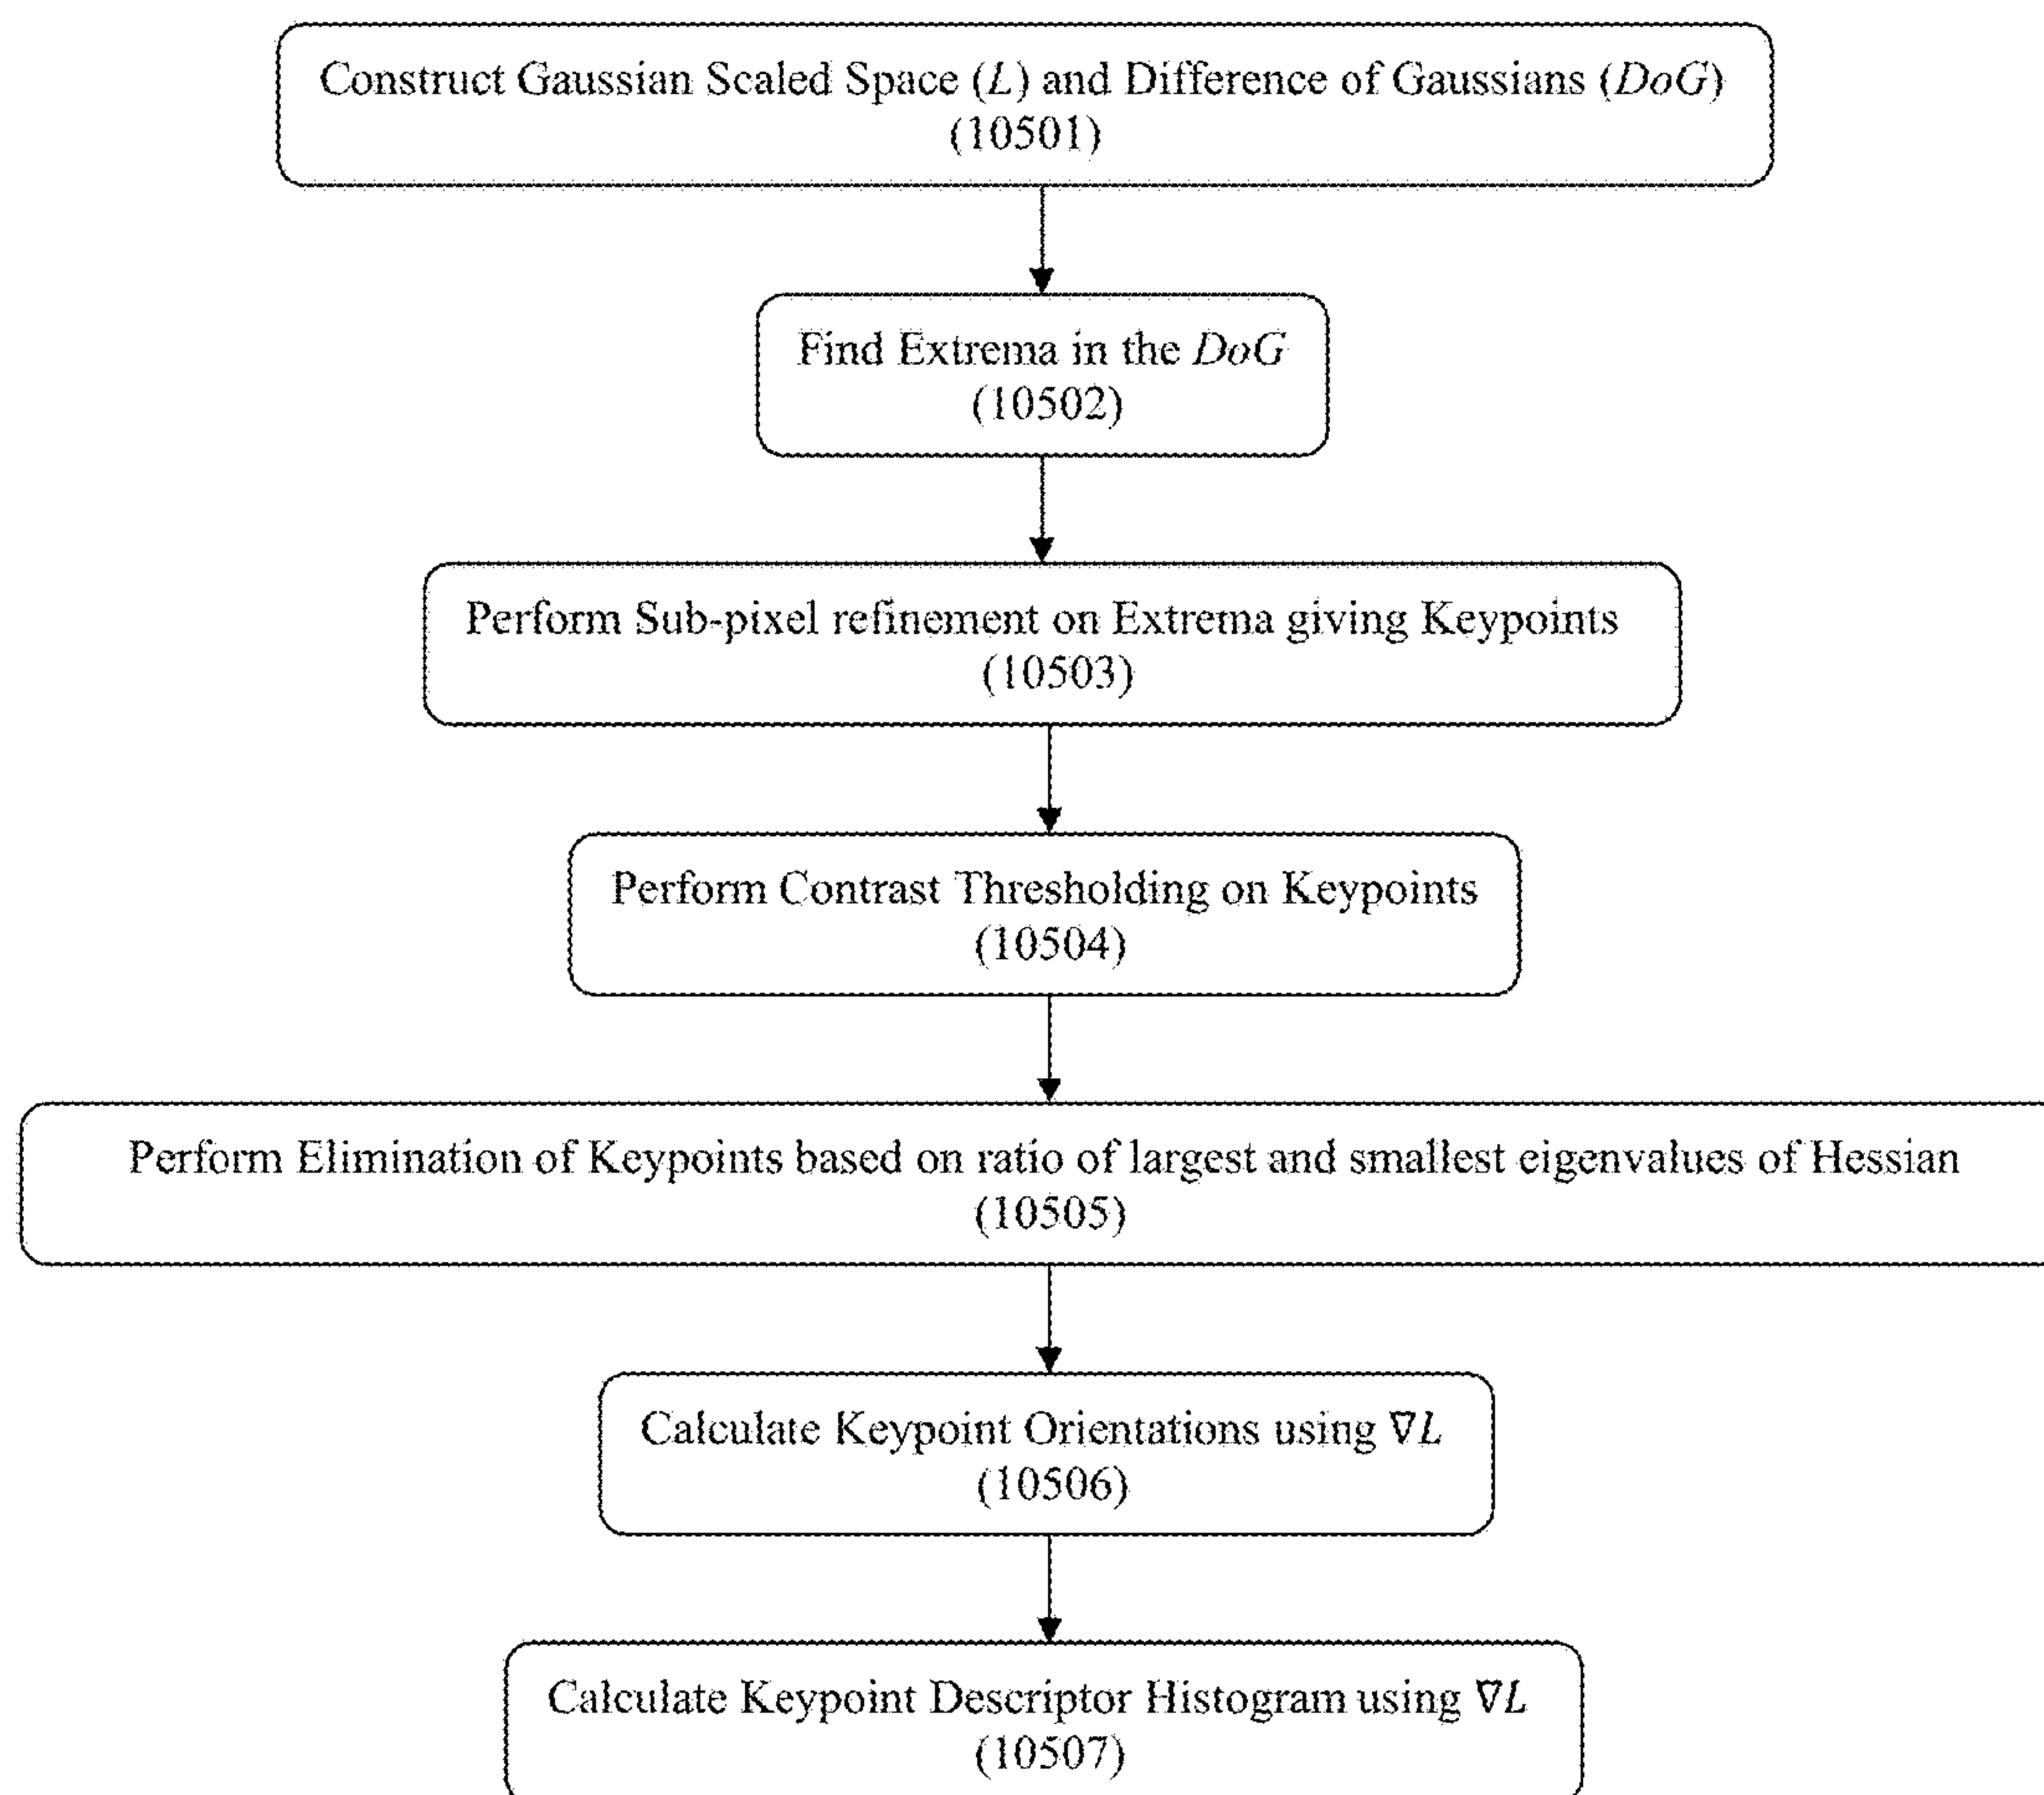 Construct Gaussian Scaled Space (L) and Difference of Gaussians (DoG)
(10501)
Find Extrema in the DoG
(10502)
Perform Sub-pixel refinement on Extrema giving Keypoints
(10503)
Perform Contrast Thresholding on Keypoints
(10504)
Perform Elimination of Keypoints based on ratio of largest and smallest eigenvalues of Hessian
(10505)
Calculate Keypoint Orientations using ∇L
(10506)
Calculate Keypoint Descriptor Histogram using ∇L
(10507)